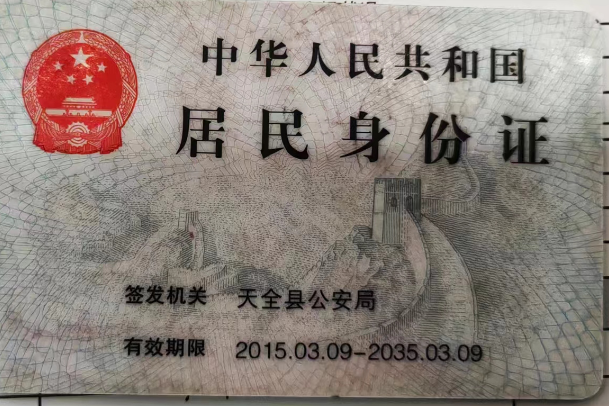 中华人民共和国
居民身份证
签发机关 天全县公安局
有效期限 2015.03.09-2035.03.09